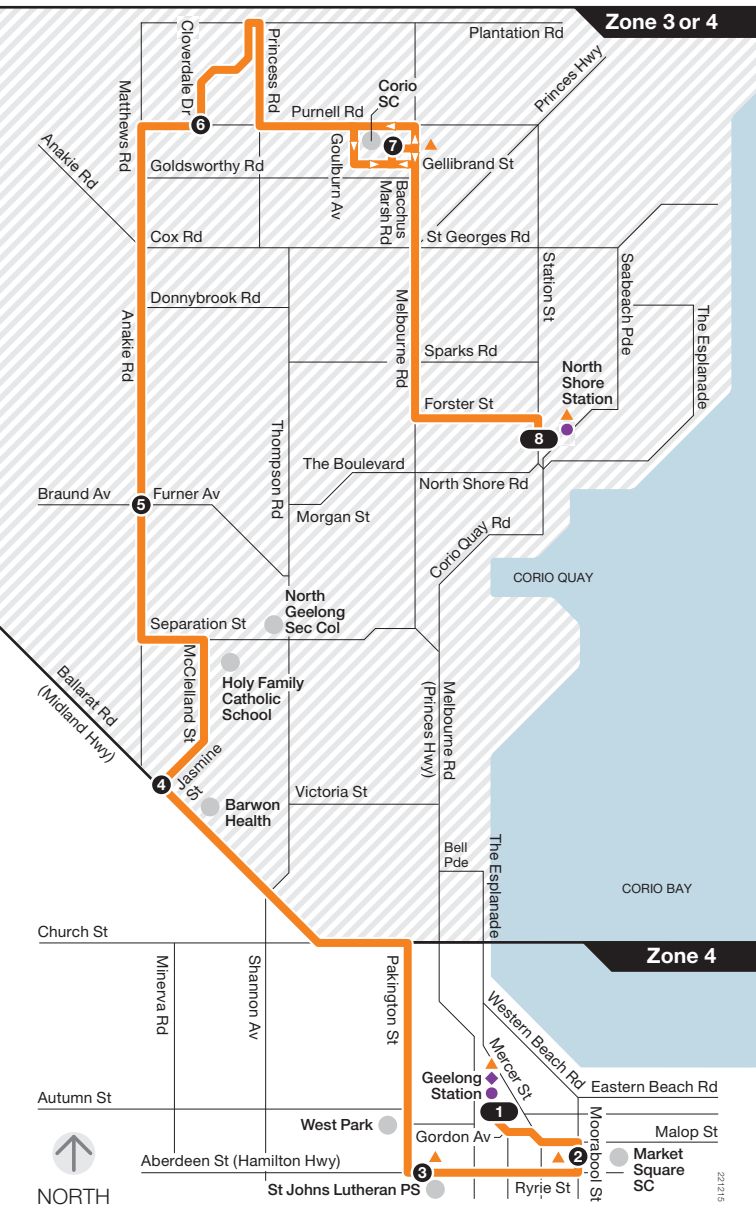 Zone 3 or 4
Plantation Rd
Cloverdale Dr
Princess Rd
Princes Hwy
Matthews Rd
Corio
SC
Purnell Rd
6
7
Anakie Rd
Goldsworthy Rd
Goulburn Av
Gellibrand St
Bacchus
Marsh Rd
Cox Rd
St Georges Rd
Station St
Seabeach Pde
Donnybrook Rd
Anakie Rd
Melbourne Rd
The Esplanade
Sparks Rd
North
Shore
Station
Forster St
8
Thompson Rd
The Boulevard
North Shore Rd
Braund Av
5
Furner Av
Morgan St
Corio Quay Rd
CORIO QUAY
North
Geelong
Sec Col
Separation St
McClelland St
Holy Family
Catholic
School
Ballarat Rd
(Midland Hwy)
Melbourne Rd
(Princes Hwy)
4
Jasmine
St
Barwon
Health
Victoria St
Bell
Pde
The Esplanade
CORIO BAY
Church St
Zone 4
Minerva Rd
Shannon Av
Pakington St
Western Beach Rd
Mercer St
Geelong
Station
Eastern Beach Rd
Autumn St
1
West Park
Gordon Av
Moorabool St
Malop St
2
Market
Square
SC
Aberdeen St (Hamilton Hwy)
3
St Johns Lutheran PS
Ryrie St
NORTH
221215